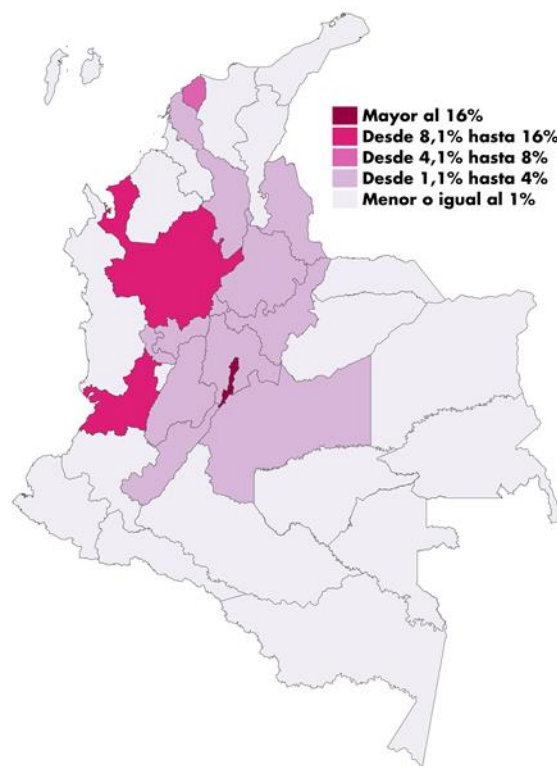 Mayor al 16%
Desde 8,1% hasta 16%
Desde 4,1% hasta 8%
Desde 1,1% hasta 4%
Menor o igual al 1%